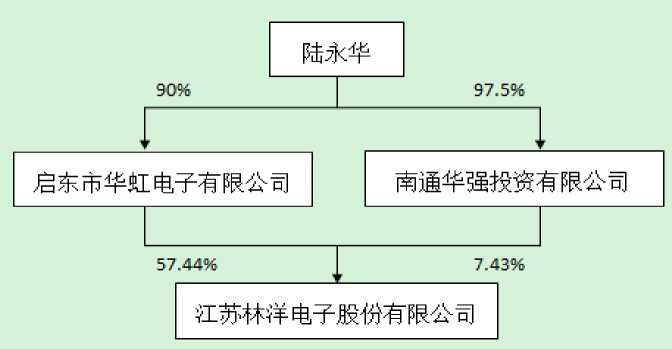 陆永华
90%
97.5%
启东市华虹电子有限公司
南通华强投资有限公司
57.44%
7.43%
江苏林洋电子股份有限公司